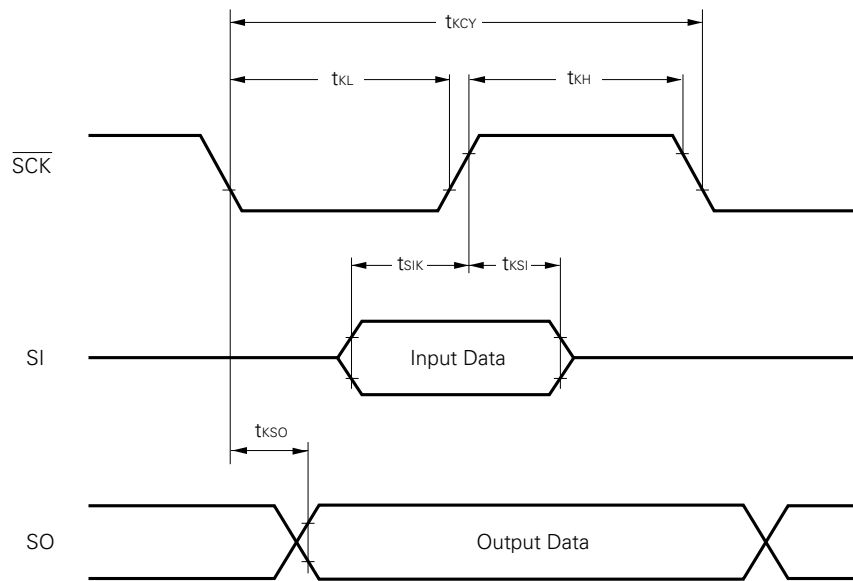 tKCY
tKL
tKH
SCK
tSIK
tKSI
SI
Input Data
tKSO
SO
Output Data